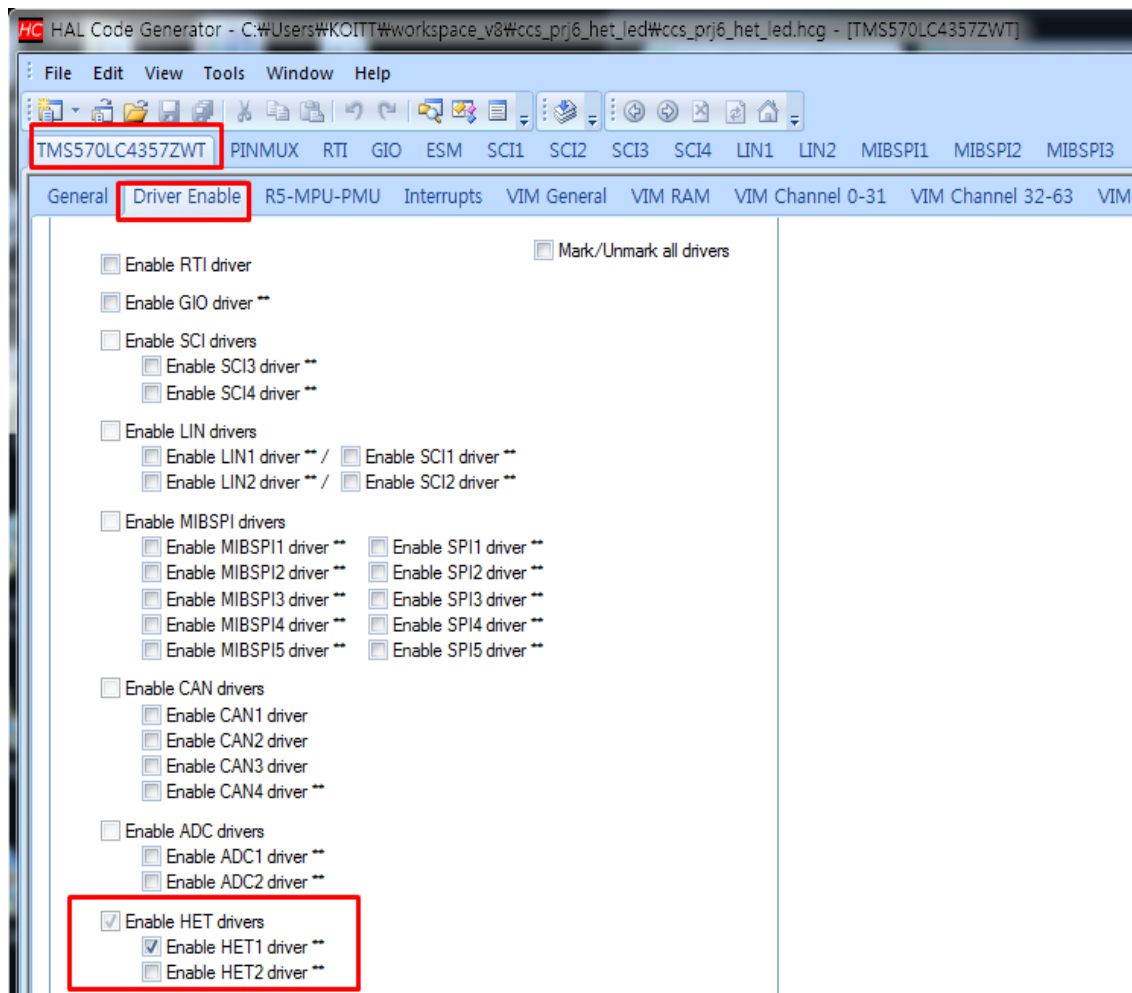 HC HAL Code Generator - C:₩Users₩KOITT₩workspace_v8₩ccs_prj6_het_led₩ccs_prj6_het_led.hcg - [TMS570LC4357ZWT]
File Edit View Tools Window Help
TMS570LC4357ZWT PINMUX RTI GIO ESM SCI1 SCI2 SCI3 SCI4 LIN1 LIN2 MIBSPI1 MIBSPI2 MIBSPI3
General Driver Enable R5-MPU-PMU Interrupts VIM General VIM RAM VIM Channel 0-31 VIM Channel 32-63 VIM
Mark/Unmark all drivers
Enable RTI driver
Enable GIO driver **
Enable SCI drivers
Enable SCI3 driver **
Enable SCI4 driver **
Enable LIN drivers
Enable LIN1 driver ** / Enable SCI1 driver **
Enable LIN2 driver ** / Enable SCI2 driver **
Enable MIBSPI drivers
Enable MIBSPI1 driver ** Enable SPI1 driver **
Enable MIBSPI2 driver ** Enable SPI2 driver **
Enable MIBSPI3 driver ** Enable SPI3 driver **
Enable MIBSPI4 driver ** Enable SPI4 driver **
Enable MIBSPI5 driver ** Enable SPI5 driver **
Enable CAN drivers
Enable CAN1 driver
Enable CAN2 driver
Enable CAN3 driver
Enable CAN4 driver **
Enable ADC drivers
Enable ADC1 driver **
Enable ADC2 driver **
Enable HET drivers
Enable HET1 driver **
Enable HET2 driver **